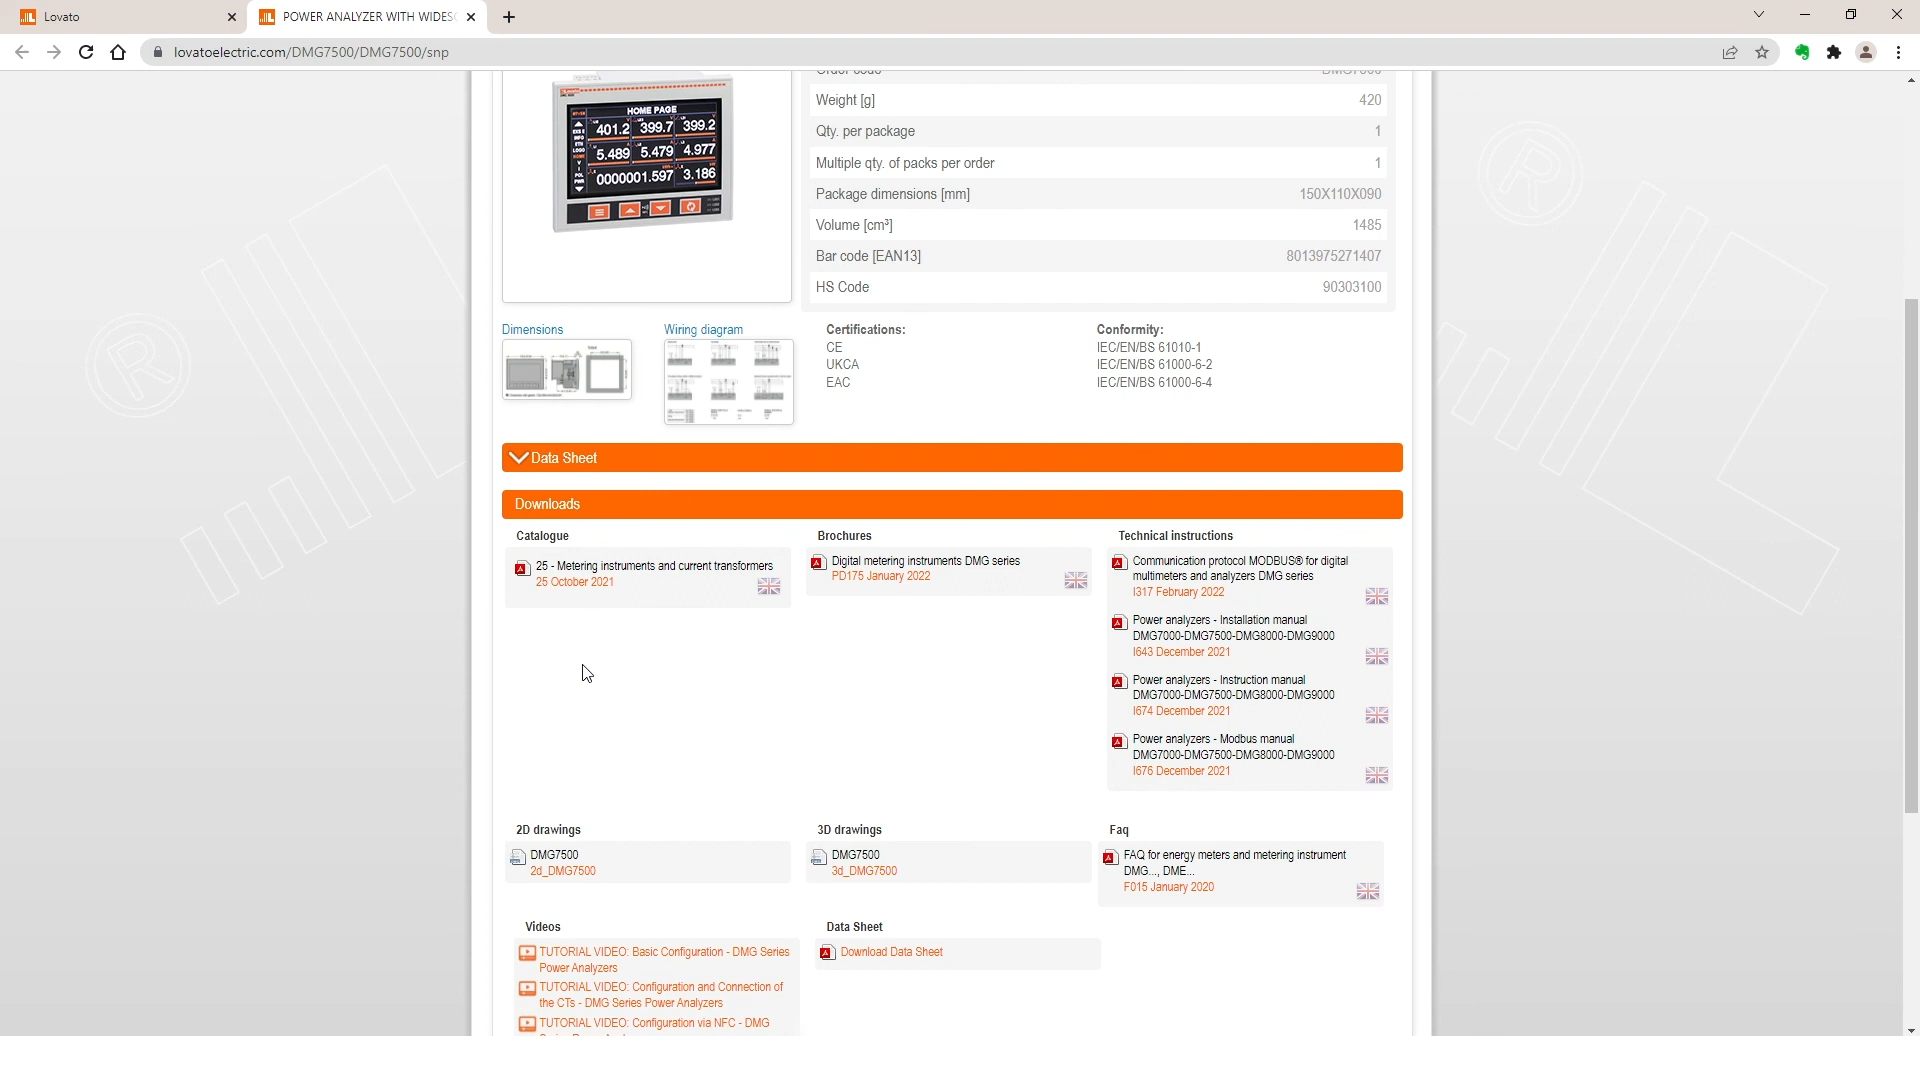 Lovato
POWER ANALYZER WITH WIDESC
lovatoelectric.com/DMG7500/DMG7500/snp
Order code DMG7500
HOME PAGE
401.2 399.7 399.2
5.489 5.479 4.977
0000001.597 3.186
Weight [g] 420
Qty. per package 1
Multiple qty. of packs per order 1
Package dimensions [mm] 150X110X090
Volume [cm³] 1485
Bar code [EAN13] 8013975271407
HS Code 90303100
Dimensions
Wiring diagram
Certifications:
CE
UKCA
EAC
Conformity:
IEC/EN/BS 61010-1
IEC/EN/BS 61000-6-2
IEC/EN/BS 61000-6-4
Data Sheet
Downloads
Catalogue
25 - Metering instruments and current transformers
25 October 2021
Brochures
Digital metering instruments DMG series
PD175 January 2022
Technical instructions
Communication protocol MODBUS® for digital
multimeters and analyzers DMG series
I317 February 2022
Power analyzers - Installation manual
DMG7000-DMG7500-DMG8000-DMG9000
I643 December 2021
Power analyzers - Instruction manual
DMG7000-DMG7500-DMG8000-DMG9000
I674 December 2021
Power analyzers - Modbus manual
DMG7000-DMG7500-DMG8000-DMG9000
I676 December 2021
2D drawings
DMG7500
2d_DMG7500
3D drawings
DMG7500
3d_DMG7500
Faq
FAQ for energy meters and metering instrument
DMG..., DME...
F015 January 2020
Videos
TUTORIAL VIDEO: Basic Configuration - DMG Series
Power Analyzers
TUTORIAL VIDEO: Configuration and Connection of
the CTs - DMG Series Power Analyzers
TUTORIAL VIDEO: Configuration via NFC - DMG
Data Sheet
Download Data Sheet